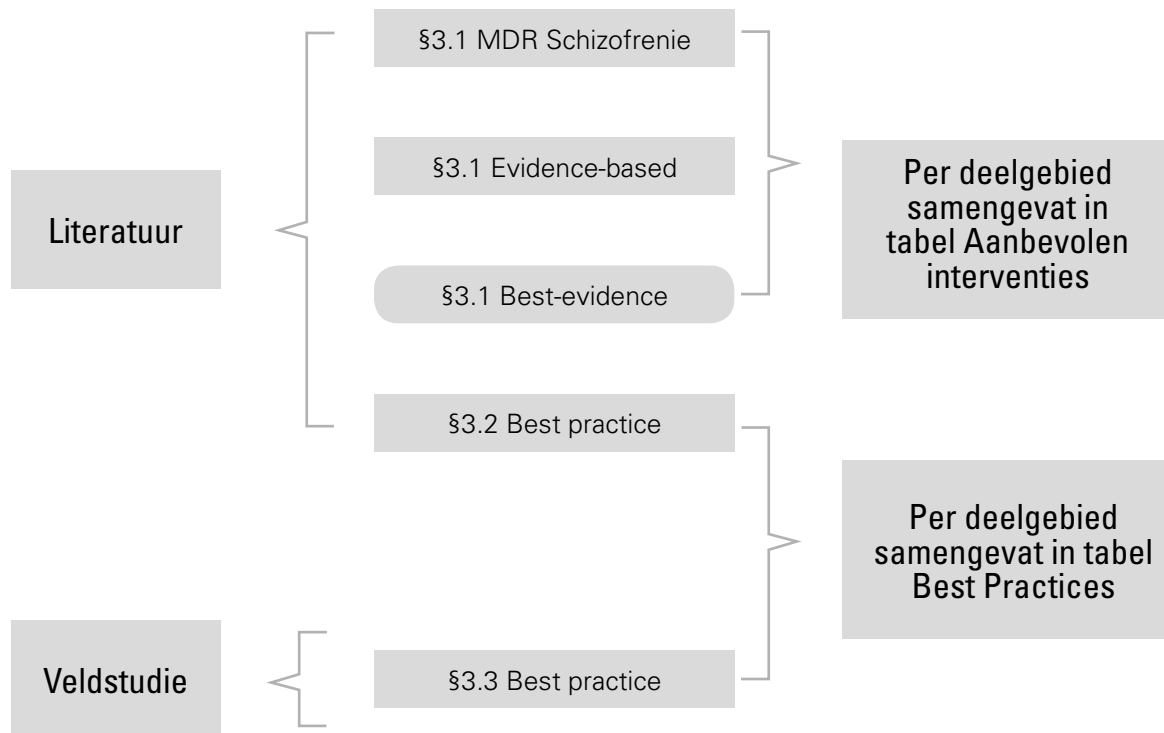 Literatuur
§3.1 MDR Schizofrenie
§3.1 Evidence-based
§3.1 Best-evidence
§3.2 Best practice
Per deelgebied
samengevat in
tabel Aanbevolen
interventies
Per deelgebied
samengevat in tabel
Best Practices
Veldstudie
§3.3 Best practice